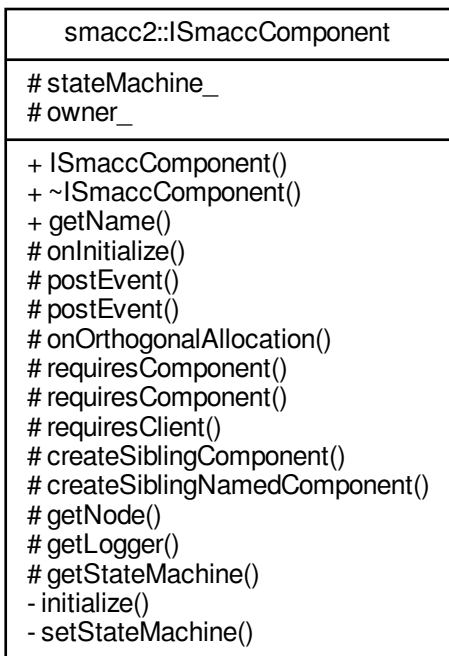 smacc2::ISmaccComponent
# stateMachine_
# owner_
+ ISmaccComponent()
+ ~ISmaccComponent()
+ getName()
# onInitialize()
# postEvent()
# postEvent()
# onOrthogonalAllocation()
# requiresComponent()
# requiresComponent()
# requiresClient()
# createSiblingComponent()
# createSiblingNamedComponent()
# getNode()
# getLogger()
# getStateMachine()
- initialize()
- setStateMachine()